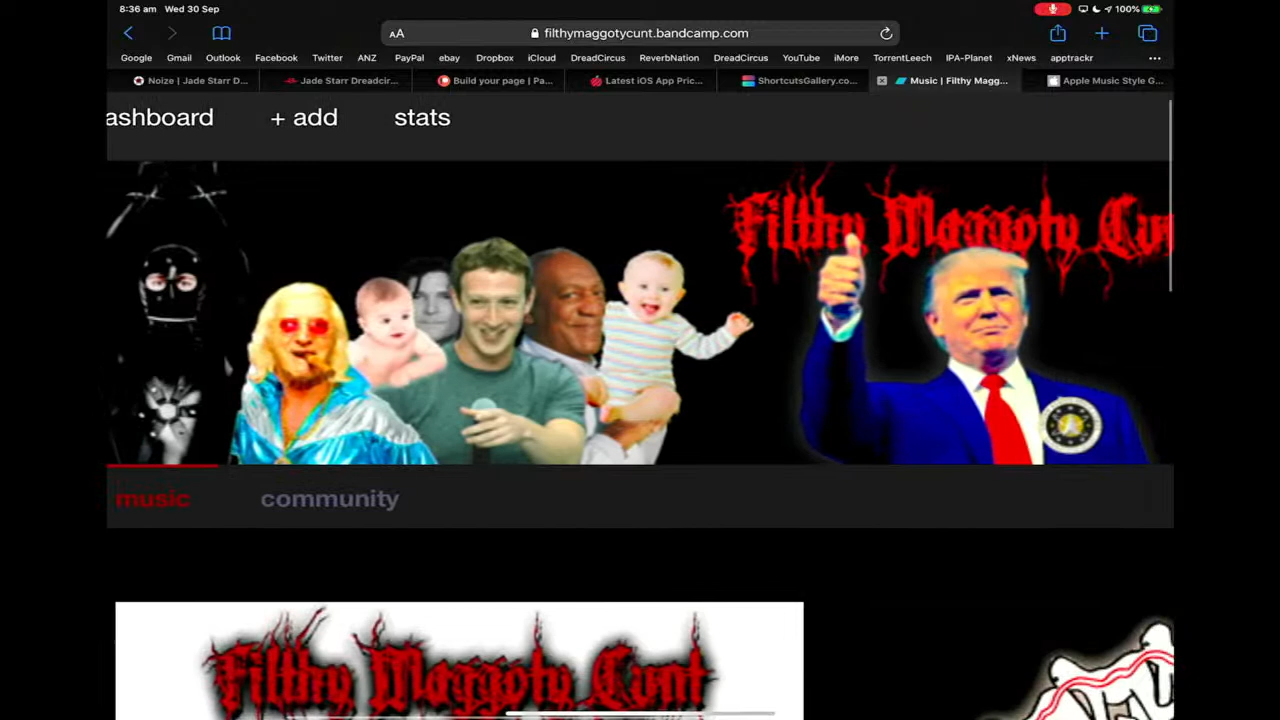 8:36 am Wed 30 Sep
100%
AA
filthymaggotycunt.bandcamp.com
Google Gmail Outlook Facebook Twitter ANZ PayPal ebay Dropbox iCloud DreadCircus ReverbNation DreadCircus YouTube iMore TorrentLeech IPA-Planet xNews apptrackr
Noize | Jade Starr D... Jade Starr Dreadcir... Build your page | Pa... Latest iOS App Pric... ShortcutsGallery.co... Music | Filthy Magg... Apple Music Style G...
ashboard + add stats
Filthy Maggoty Cun
music community
Filthy Maggoty Cunt